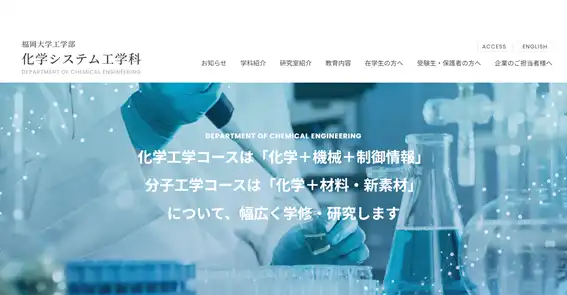 福岡大学工学部
化学システム工学科
DEPARTMENT OF CHEMICAL ENGINEERING
ACCESS
ENGLISH
お知らせ 学科紹介 研究室紹介 教育内容 在学生の方へ 受験生・保護者の方へ 企業のご担当者様へ
DEPARTMENT OF CHEMICAL ENGINEERING
化学工学コースは「化学＋機械＋制御情報」
分子工学コースは「化学＋材料・新素材」
について、幅広く学修・研究します